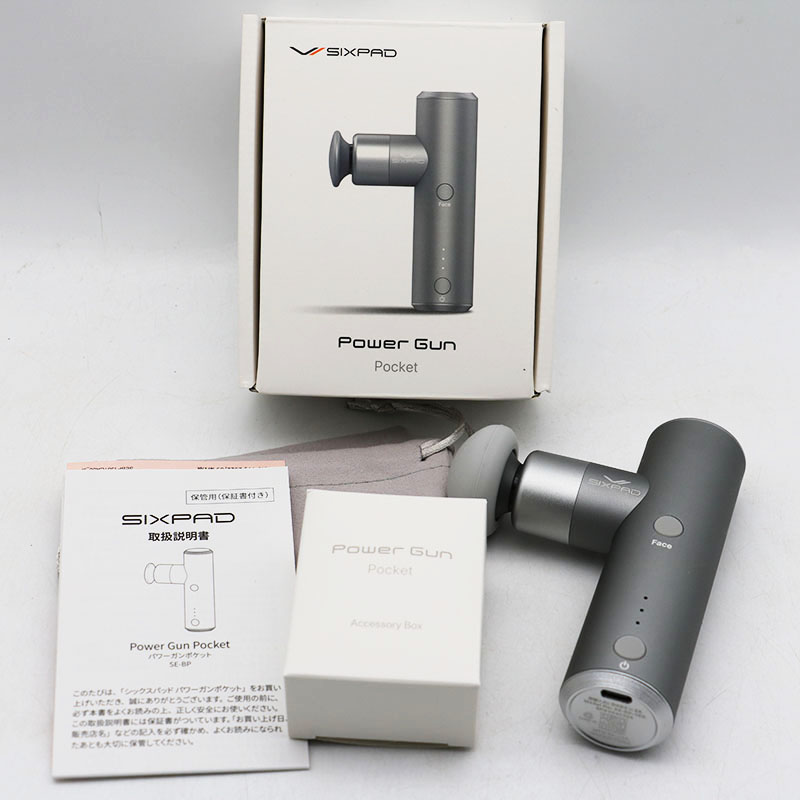 SIXPAD
SIXPAD
Face
Power Gun
Pocket
保管用(保証書付き)
SIXPAD
取扱説明書
Power Gun Pocket
パワーガンポケット
SE-BP
このたびは、「シックスパッド パワーガンポケット」をお買い
上げいただき、誠にありがとうございます。ご使用の前に、
必ず本書をよくお読みの上、正しく安全にお使いください。
この取扱説明書には保証書がついています。「お買い上げ日、
販売店名」などの記入を必ず確かめ、よくお読みになられ
たあとも大切に保管してください。
Power Gun
Pocket
Accessory Box
SIXPAD
Face